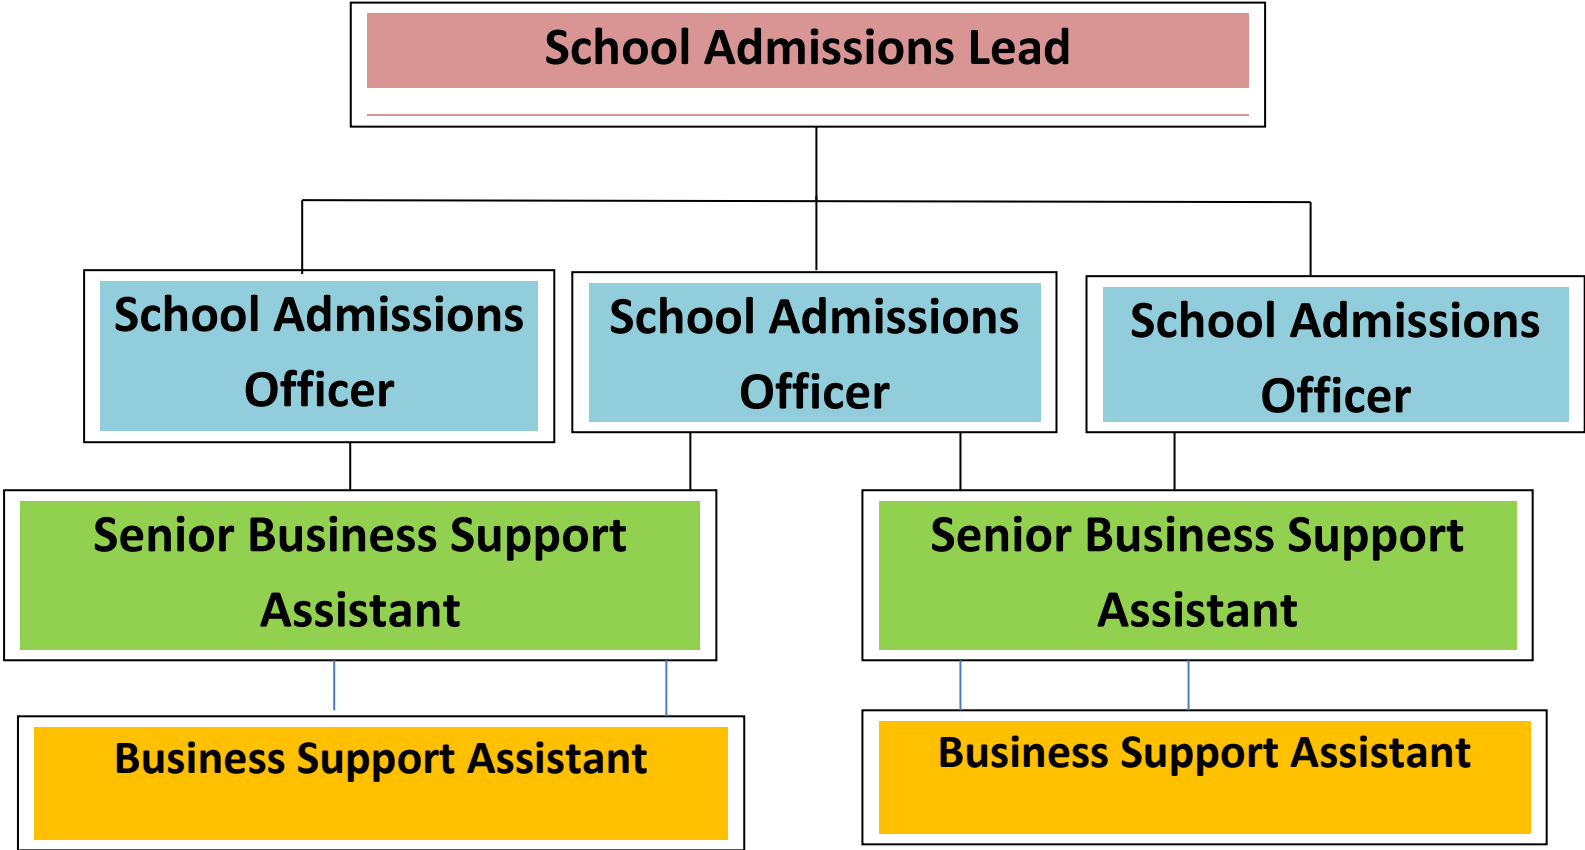 School Admissions Lead
School Admissions
Officer
School Admissions
Officer
School Admissions
Officer
Senior Business Support
Assistant
Senior Business Support
Assistant
Business Support Assistant
Business Support Assistant